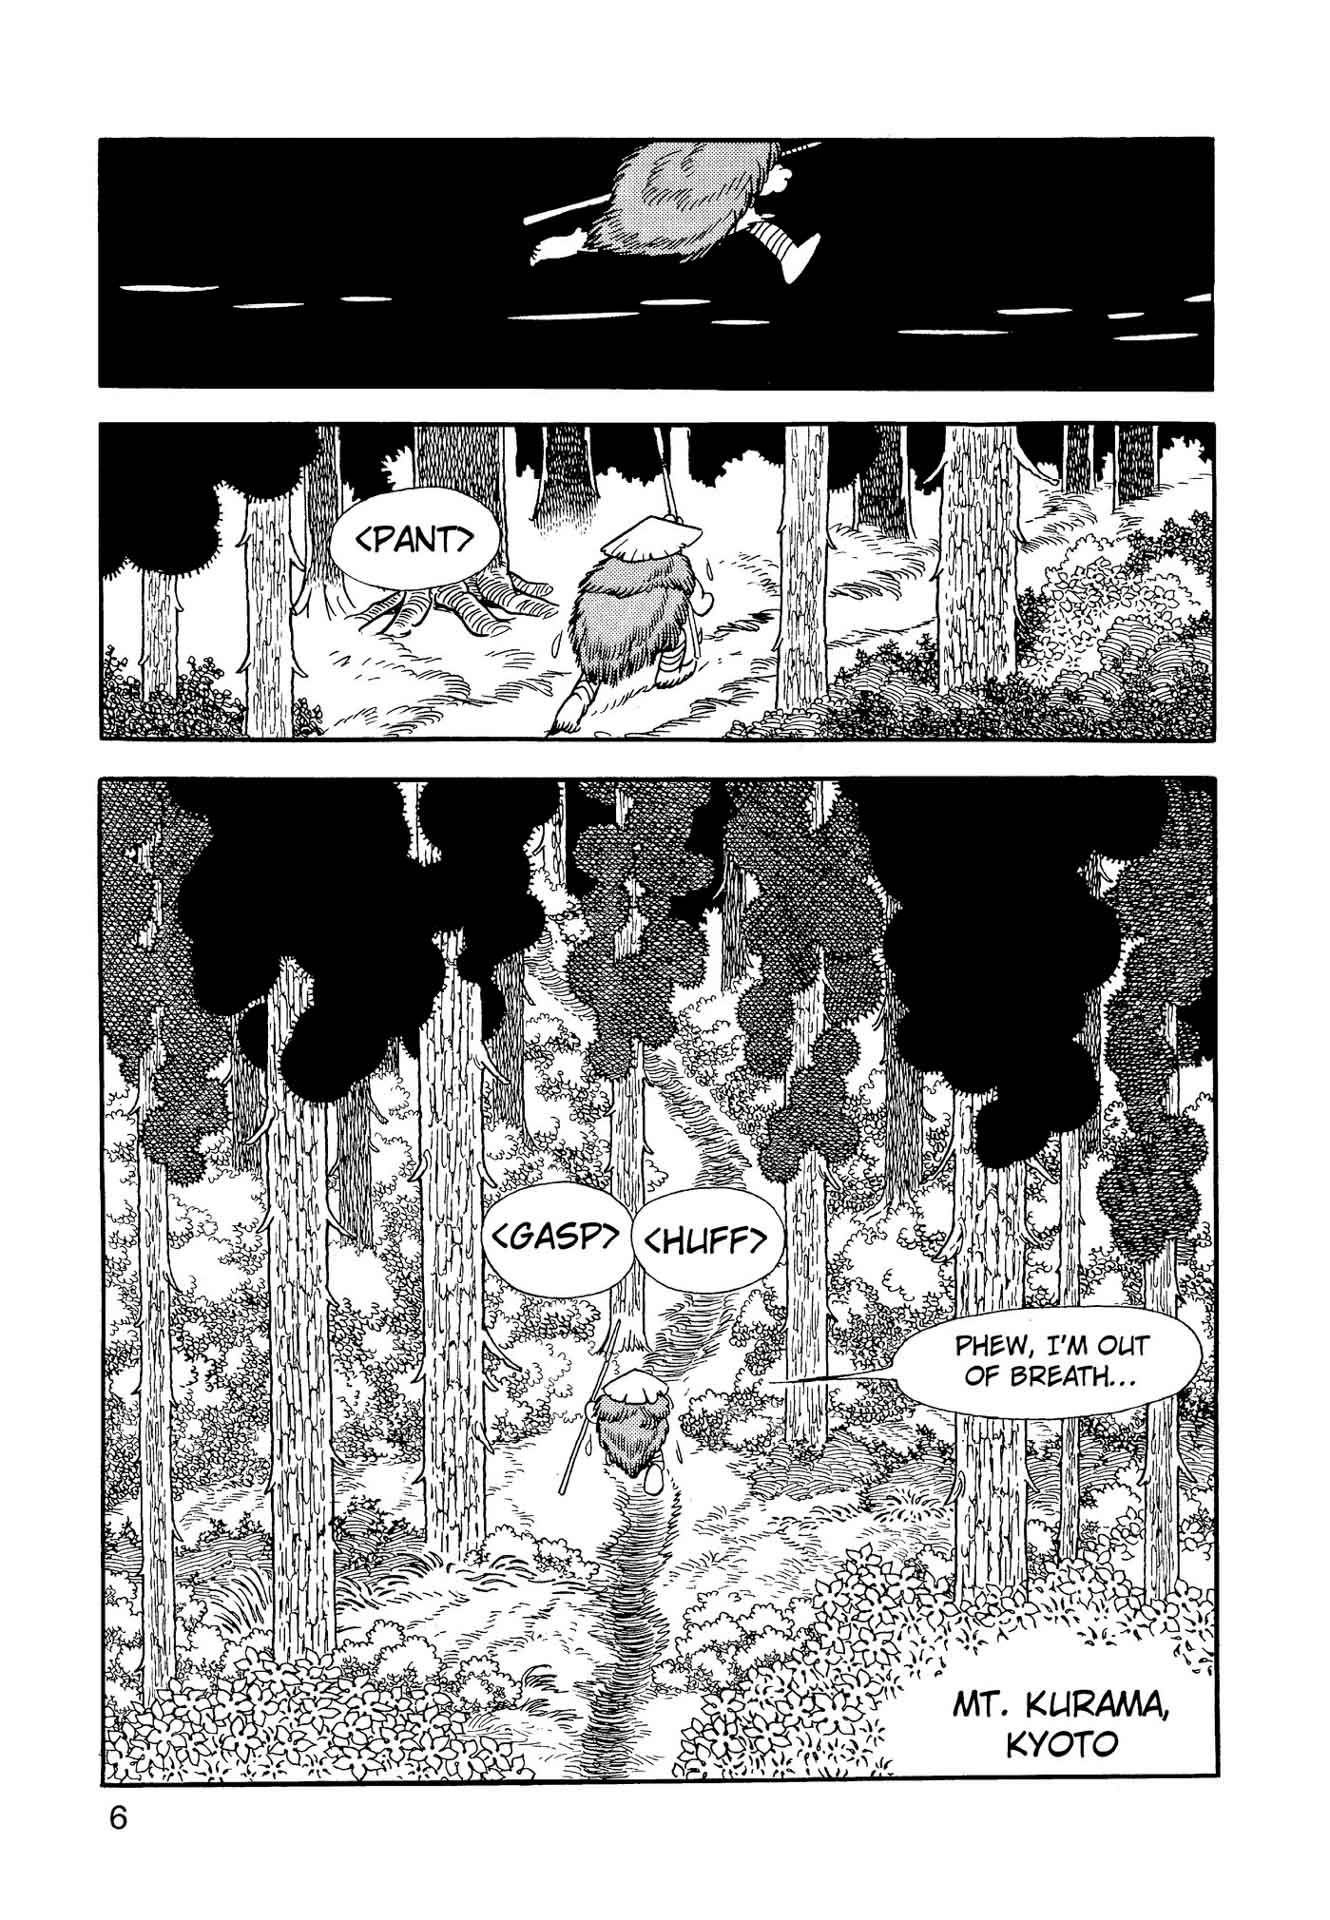 <PANT>
<GASP>
<HUFF>
PHEW, I'M OUT
OF BREATH...
MT. KURAMA,
KYOTO
6